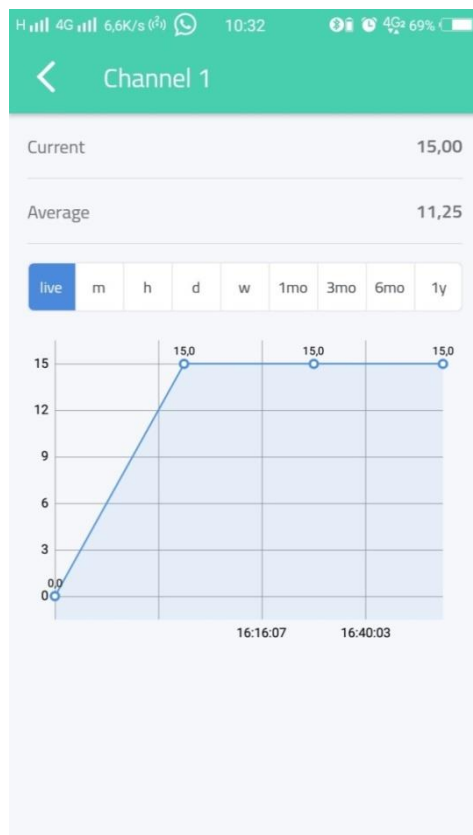 H 4G 6,6K/s 10:32 4G 69%
Channel 1
Current 15,00
Average 11,25
live m h d w 1mo 3mo 6mo 1y
15,0 15,0 15,0
15
12
9
6
3
0,0
0
16:16:07 16:40:03